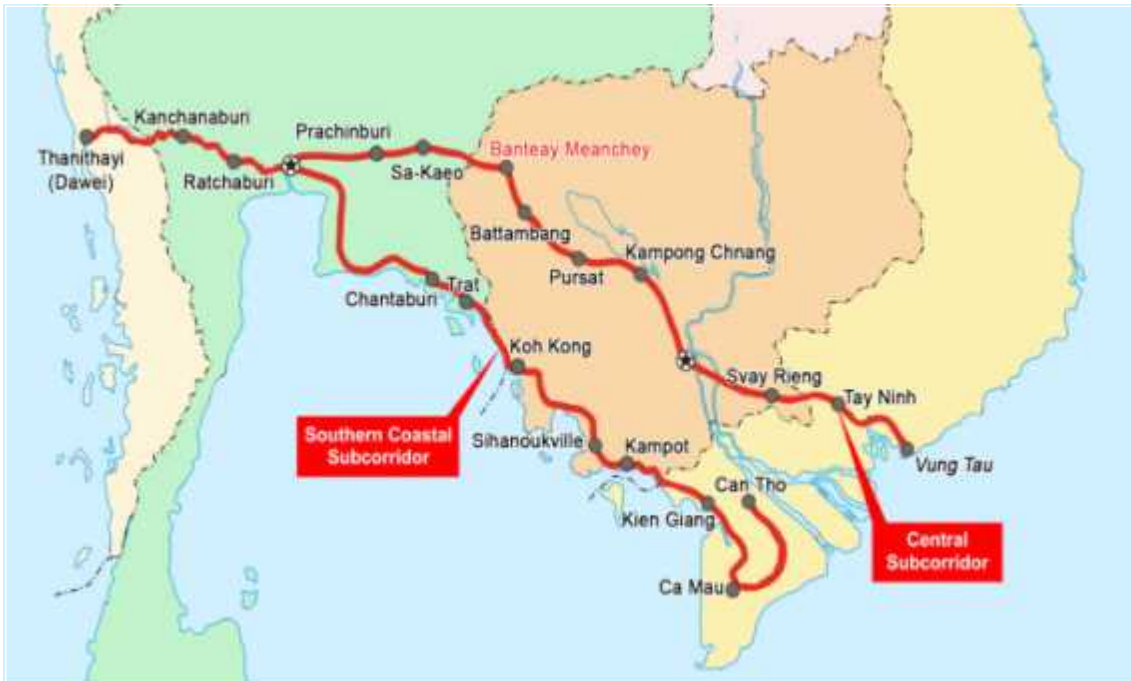 Kanchanaburi
Prachinburi
Banteay Meanchey
Thanithayi
(Dawei)
Ratchaburi
Sa-Kaeo
Battambang
Kampong Chnang
Pursat
Trat
Chantaburi
Koh Kong
Svay Rieng
Tay Ninh
Southern Coastal
Subcorridor
Sihanoukville
Kampot
Vung Tau
Can Tho
Kien Giang
Central
Subcorridor
Ca Mau